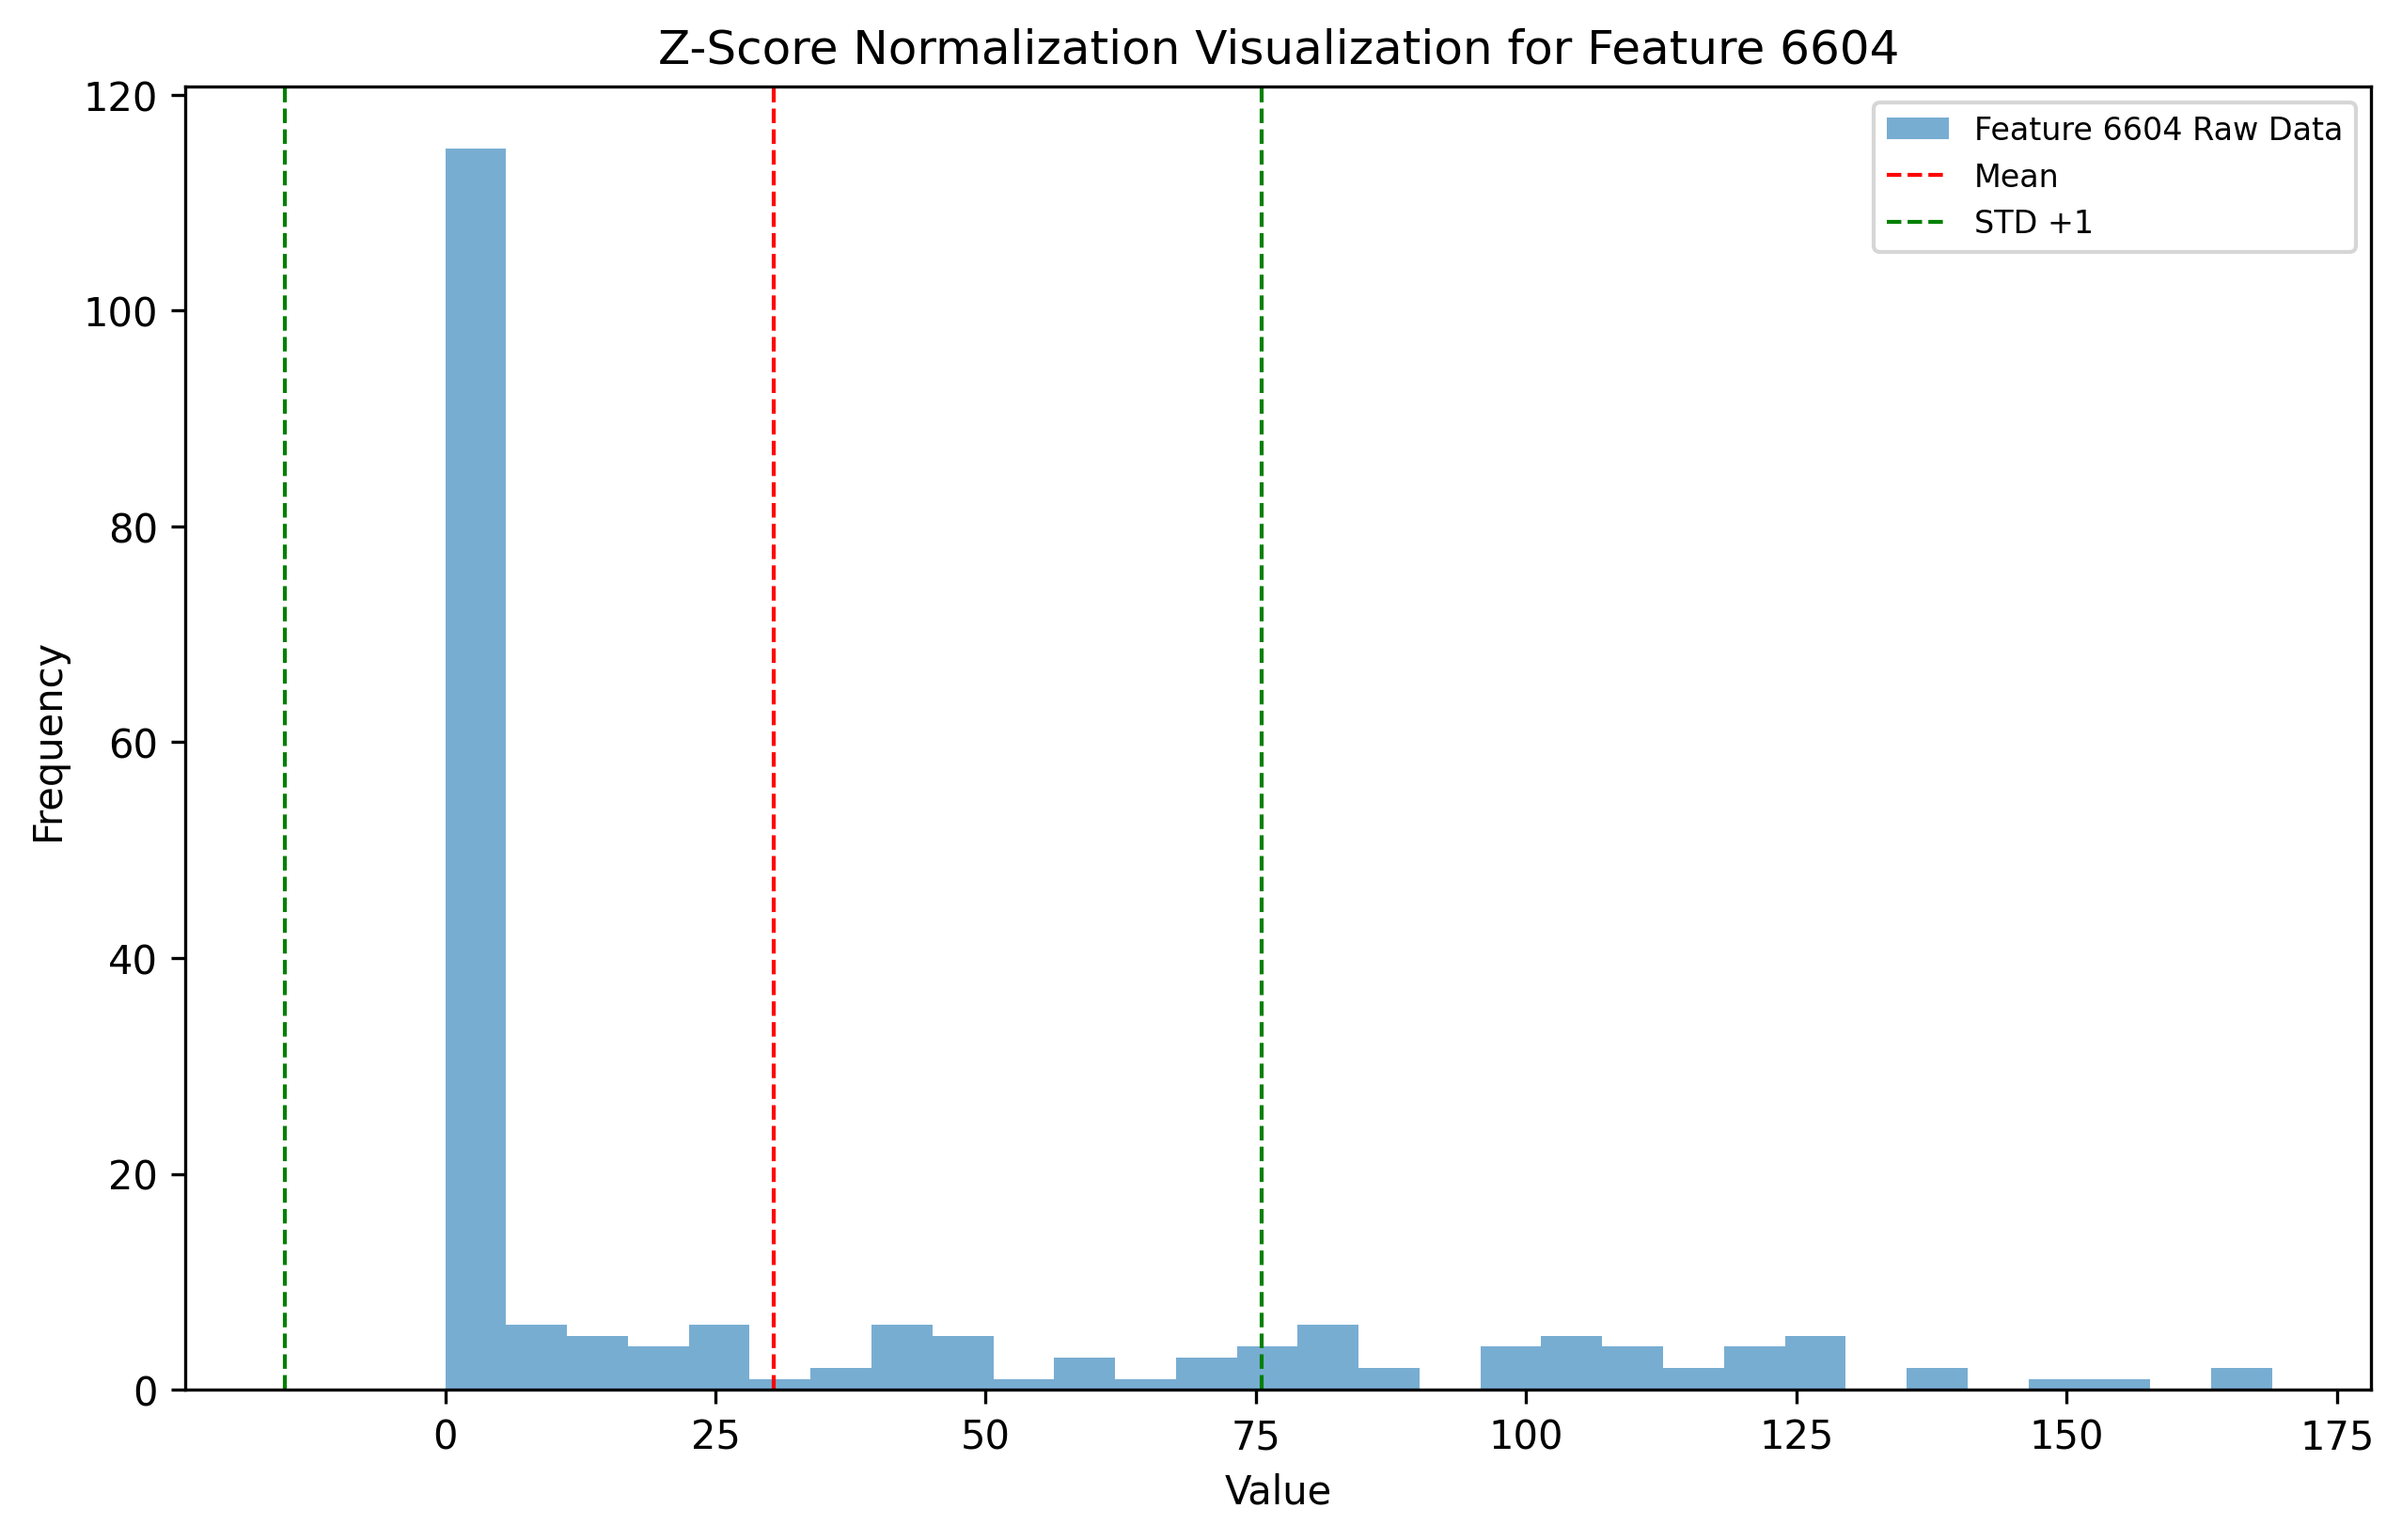 Z-Score Normalization Visualization for Feature 6604
Feature 6604 Raw Data
Mean
STD +1
120
100
80
60
40
20
0
Frequency
0 25 50 75 100 125 150 175
Value